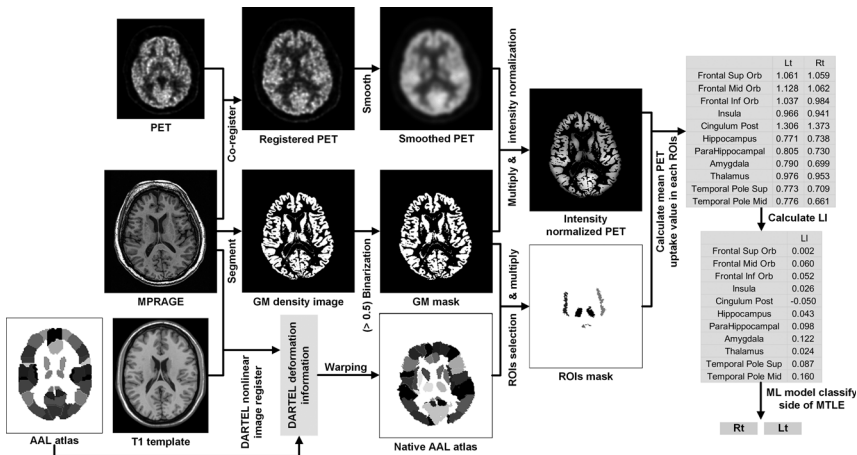 PET
Registered PET
Smoothed PET
Co-register
Smooth
Multiply &
intensity normalization
MPRAGE
GM density image
GM mask
Segment
(> 0.5) Binarization
Intensity
normalized PET
AAL atlas
T1 template
DARTEL nonlinear
image register
DARTEL deformation
information
Warping
Native AAL atlas
ROIs selection
& multiply
ROIs mask
Calculate mean PET
uptake value in each ROIs
Lt Rt
Frontal Sup Orb 1.061 1.059
Frontal Mid Orb 1.128 1.062
Frontal Inf Orb 1.037 0.984
Insula 0.966 0.941
Cingulum Post 1.306 1.373
Hippocampus 0.771 0.738
ParaHippocampal 0.805 0.730
Amygdala 0.790 0.699
Thalamus 0.976 0.953
Temporal Pole Sup 0.773 0.709
Temporal Pole Mid 0.776 0.661
Calculate LI
LI
Frontal Sup Orb 0.002
Frontal Mid Orb 0.060
Frontal Inf Orb 0.052
Insula 0.026
Cingulum Post -0.050
Hippocampus 0.043
ParaHippocampal 0.098
Amygdala 0.122
Thalamus 0.024
Temporal Pole Sup 0.087
Temporal Pole Mid 0.160
ML model classify
side of MTLE
Rt Lt